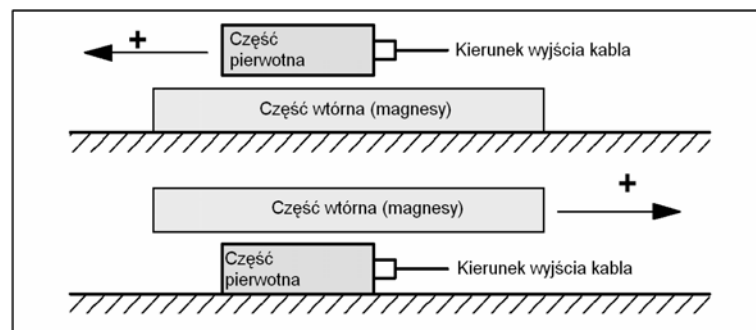 +
Część
pierwotna
Kierunek wyjścia kabla
Część wtórna (magnesy)
Część wtórna (magnesy)
+
Część
pierwotna
Kierunek wyjścia kabla